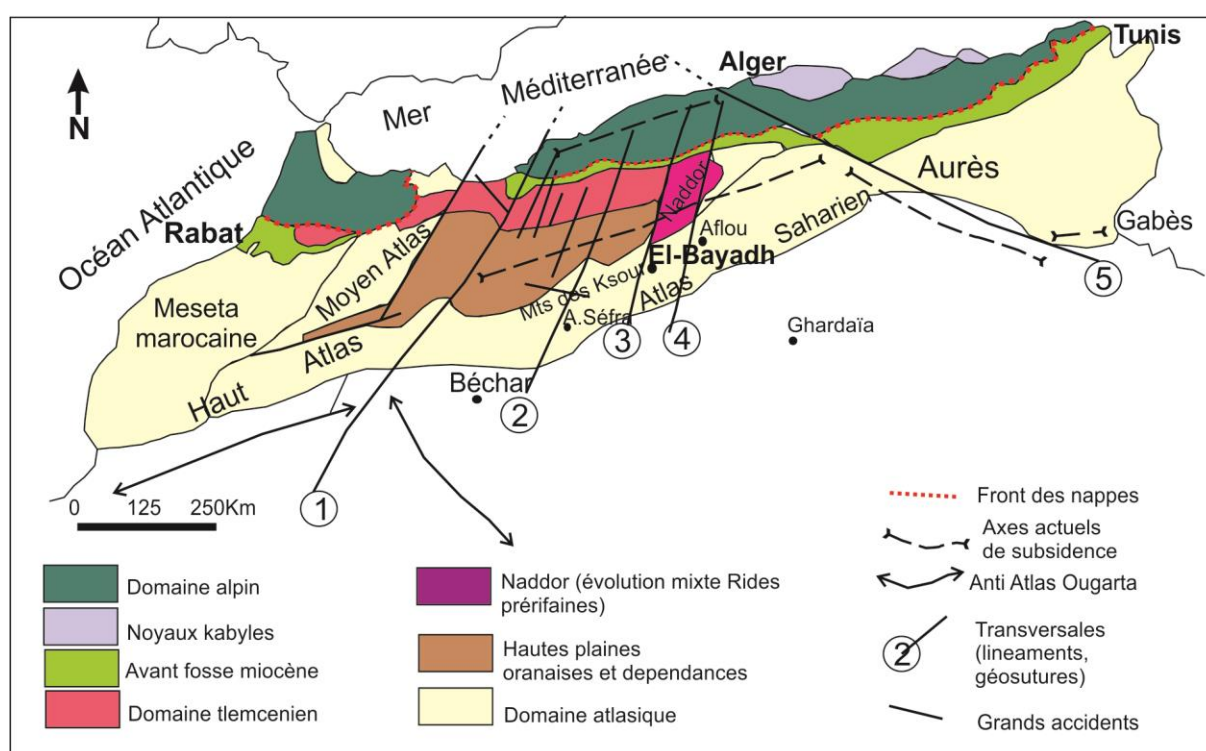 Tunis
Alger
Méditerranée
Mer
N
Océan Atlantique
Rabat
Naddor
Aurès
Aflou
Saharien
Gabès
El-Bayadh
Moyen Atlas
Mts des Ksour
Atlas
A.Séfra
Meseta
marocaine
Ghardaïa
Atlas
Haut
Béchar
1
2
3
4
5
0 125 250Km
Domaine alpin
Noyaux kabyles
Avant fosse miocène
Domaine tlemcenien
Naddor (évolution mixte Rides
prérifaines)
Hautes plaines
oranaises et dependances
Domaine atlasique
Front des nappes
Axes actuels
de subsidence
Anti Atlas Ougarta
2
Transversales
(lineaments,
géosutures)
Grands accidents